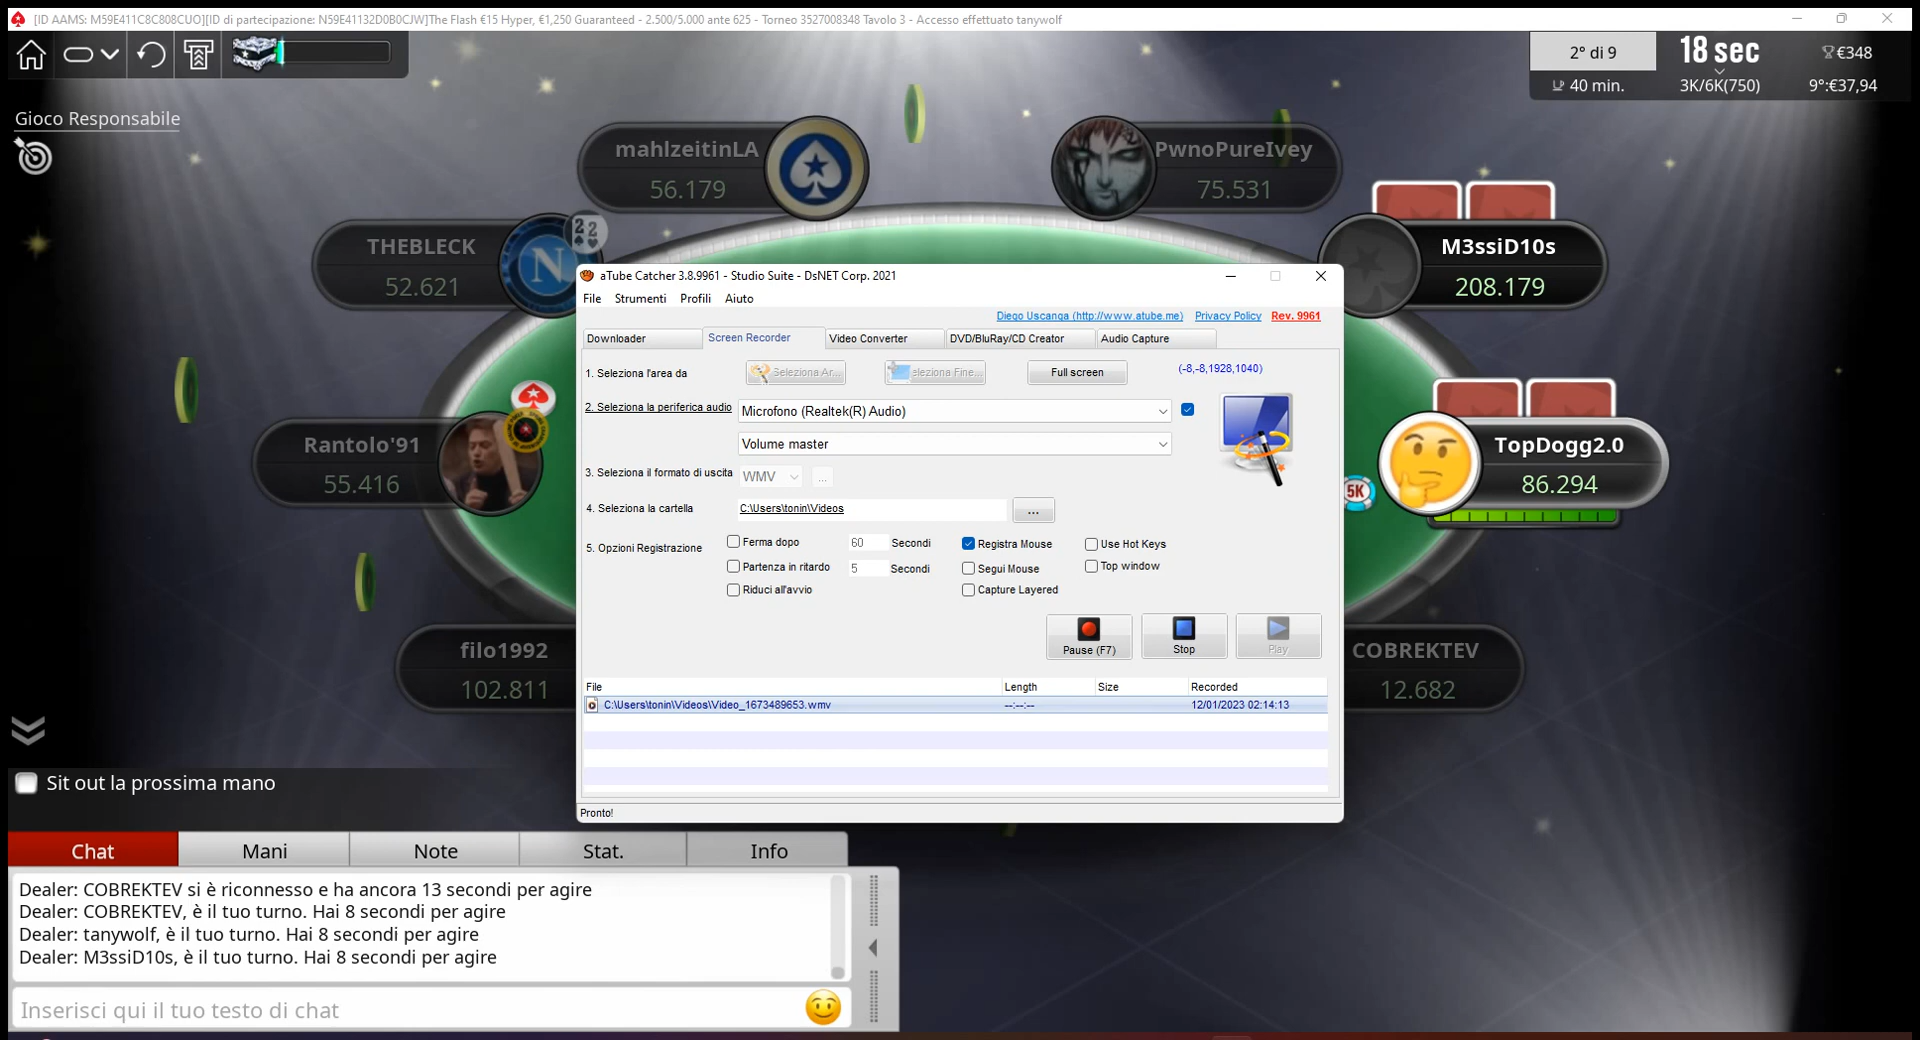 [ID AAMS: M59E411C8C808CUO][ID di partecipazione: N59E41132D0B0CJW]The Flash €15 Hyper, €1,250 Guaranteed - 2.500/5.000 ante 625 - Torneo 3527008348 Tavolo 3 - Accesso effettuato tanywolf
2° di 9
18 sec
€348
40 min.
3K/6K(750)
9°:€37,94
Gioco Responsabile
mahlzeitinLA
56.179
PwnoPureIvey
75.531
THEBLECK
52.621
N
2 2
M3ssiD10s
208.179
aTube Catcher 3.8.9961 - Studio Suite - DsNET Corp. 2021
File Strumenti Profili Aiuto
Diego Uscanga (http://www.atube.me) Privacy Policy Rev. 9961
Downloader Screen Recorder Video Converter DVD/BluRay/CD Creator Audio Capture
1. Seleziona l'area da
Seleziona Ar...
eleziona Fine...
Full screen
(-8,-8,1928,1040)
2. Seleziona la periferica audio
Microfono (Realtek(R) Audio)
Volume master
3. Seleziona il formato di uscita
WMV
...
4. Seleziona la cartella
C:\Users\tonin\Videos
...
5. Opzioni Registrazione
Ferma dopo 60 Secondi
Registra Mouse
Use Hot Keys
Partenza in ritardo 5 Secondi
Segui Mouse
Top window
Riduci all'avvio
Capture Layered
Pause (F7)
Stop
Play
File Length Size Recorded
C:\Users\tonin\Videos\Video_1673489653.wmv --:--:-- 12/01/2023 02:14:13
Pronto!
Rantolo'91
55.416
TopDogg2.0
86.294
5K
filo1992
102.811
COBREKTEV
12.682
Sit out la prossima mano
Chat Mani Note Stat. Info
Dealer: COBREKTEV si è riconnesso e ha ancora 13 secondi per agire
Dealer: COBREKTEV, è il tuo turno. Hai 8 secondi per agire
Dealer: tanywolf, è il tuo turno. Hai 8 secondi per agire
Dealer: M3ssiD10s, è il tuo turno. Hai 8 secondi per agire
Inserisci qui il tuo testo di chat